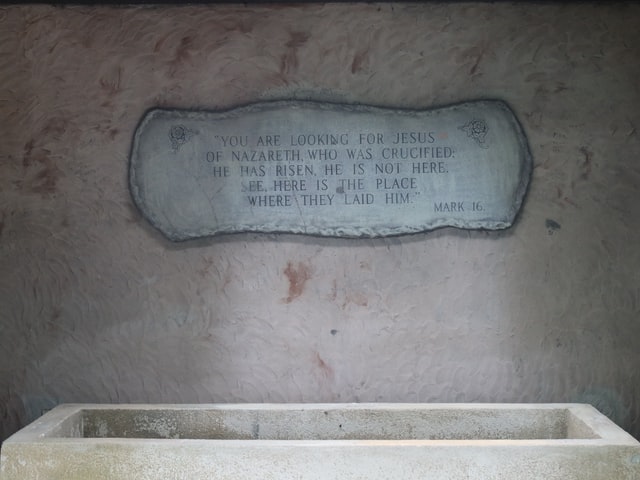 "YOU ARE LOOKING FOR JESUS
OF NAZARETH, WHO WAS CRUCIFIED;
HE HAS RISEN, HE IS NOT HERE.
SEE, HERE IS THE PLACE
WHERE THEY LAID HIM."
MARK 16.